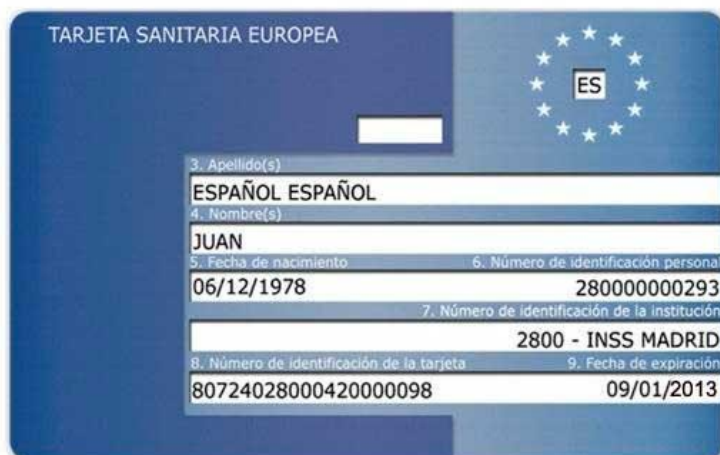 TARJETA SANITARIA EUROPEA
ES
3. Apellido(s)
ESPAÑOL ESPAÑOL
4. Nombre(s)
JUAN
5. Fecha de nacimiento 6. Número de identificación personal
06/12/1978 280000000293
7. Número de identificación de la institución
2800 - INSS MADRID
8. Número de identificación de la tarjeta 9. Fecha de expiración
80724028000420000098 09/01/2013